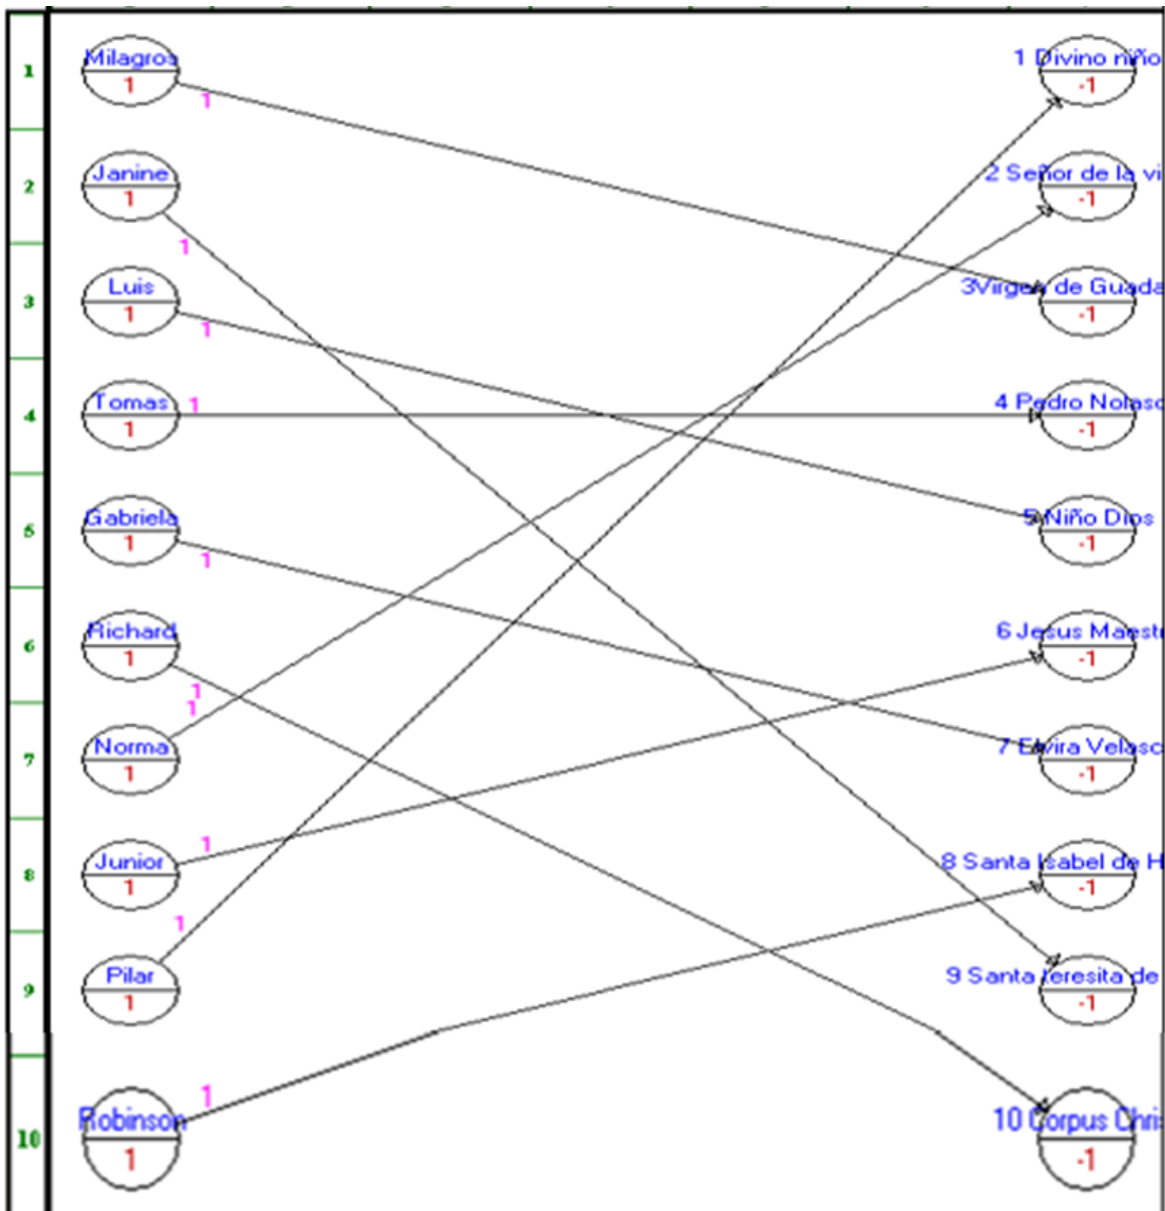 1 Milagros 1 1 1 Divino niño -1
2 Janine 1 1 2 Señor de la vi -1
3 Luis 1 1 3Virgen de Guada -1
4 Tomas 1 1 4 Pedro Nolasc -1
5 Gabriela 1 1 5 Niño Dios -1
6 Richard 1 1 6 Jesus Maestr -1
7 Norma 1 1 7 Elvira Velasc -1
8 Junior 1 1 8 Santa Isabel de H -1
9 Pilar 1 1 9 Santa teresita de -1
10 Robinson 1 1 10 Corpus Chris -1